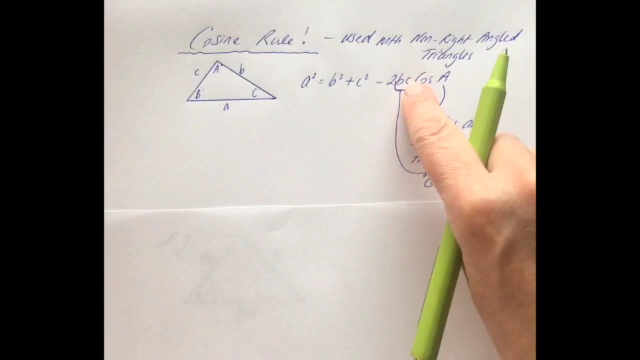 Cosine Rule! - used with Non-Right Angled
Triangles
c A b
B C
a
a² = b² + c² - 2bc Cos A